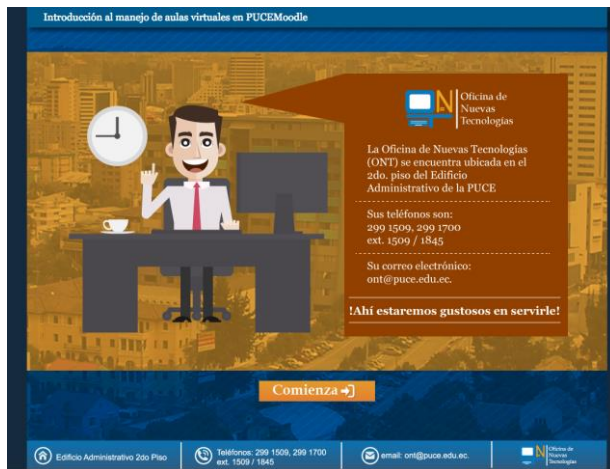 Introducción al manejo de aulas virtuales en PUCEMoodle
Oficina de
Nuevas
Tecnologías
La Oficina de Nuevas Tecnologías
(ONT) se encuentra ubicada en el
2do. piso del Edificio
Administrativo de la PUCE
Sus teléfonos son:
299 1509, 299 1700
ext. 1509 / 1845
Su correo electrónico:
ont@puce.edu.ec.
!Ahí estaremos gustosos en servirle!
Comienza
Edificio Administrativo 2do Piso
Teléfonos: 299 1509, 299 1700
ext. 1509 / 1845
email: ont@puce.edu.ec.
Oficina de
Nuevas
Tecnologías